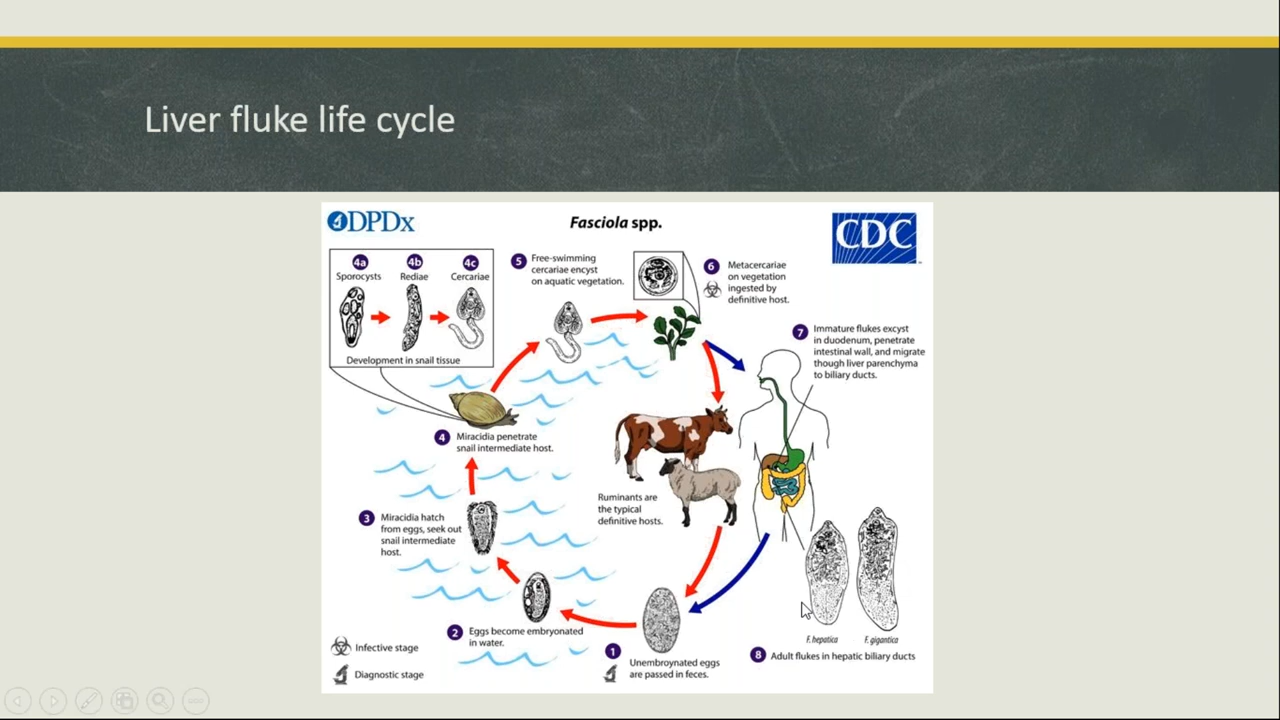 Liver fluke life cycle
DPDx
Fasciola spp.
CDC
4a
Sporocysts
4b
Rediae
4c
Cercariae
Development in snail tissue
5
Free-swimming
cercariae encyst
on aquatic vegetation.
6
Metacercariae
on vegetation
ingested by
definitive host.
7
Immature flukes excyst
in duodenum, penetrate
intestinal wall, and migrate
though liver parenchyma
to biliary ducts.
4
Miracidia penetrate
snail intermediate host.
Ruminants are
the typical
definitive hosts.
3
Miracidia hatch
from eggs, seek out
snail intermediate
host.
2
Eggs become embryonated
in water.
1
Unembroynated eggs
are passed in feces.
F. hepatica
F. gigantica
8
Adult flukes in hepatic biliary ducts
Infective stage
Diagnostic stage